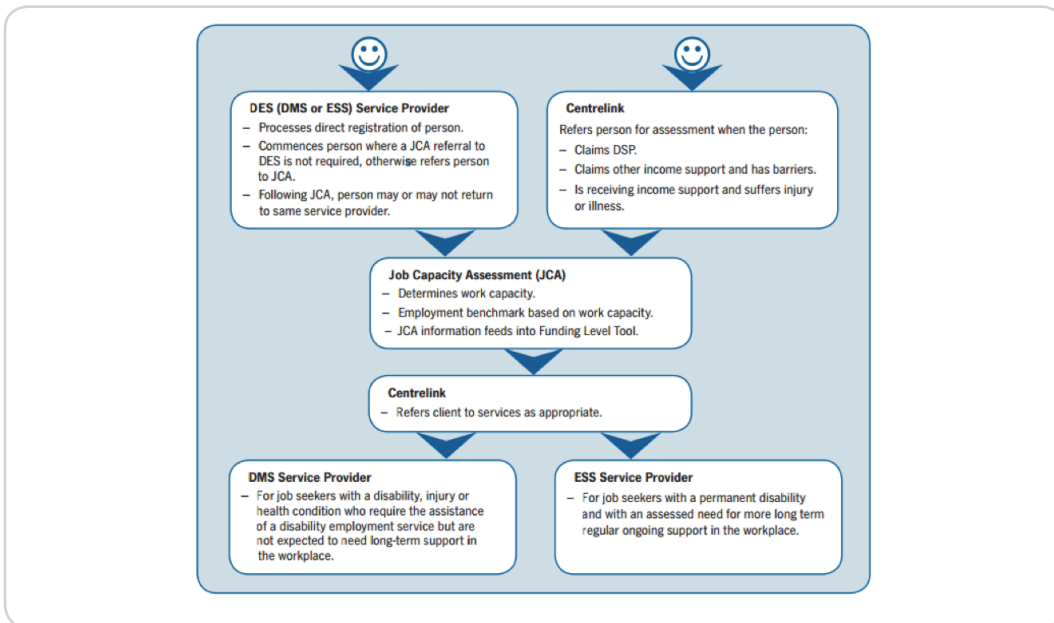 DES (DMS or ESS) Service Provider
– Processes direct registration of person.
– Commences person where a JCA referral to
DES is not required, otherwise refers person
to JCA.
– Following JCA, person may or may not return
to same service provider.
Centrelink
Refers person for assessment when the person:
– Claims DSP.
– Claims other income support and has barriers.
– Is receiving income support and suffers injury
or illness.
Job Capacity Assessment (JCA)
– Determines work capacity.
– Employment benchmark based on work capacity.
– JCA information feeds into Funding Level Tool.
Centrelink
– Refers client to services as appropriate.
DMS Service Provider
– For job seekers with a disability, injury or
health condition who require the assistance
of a disability employment service but are
not expected to need long-term support in
the workplace.
ESS Service Provider
– For job seekers with a permanent disability
and with an assessed need for more long term
regular ongoing support in the workplace.